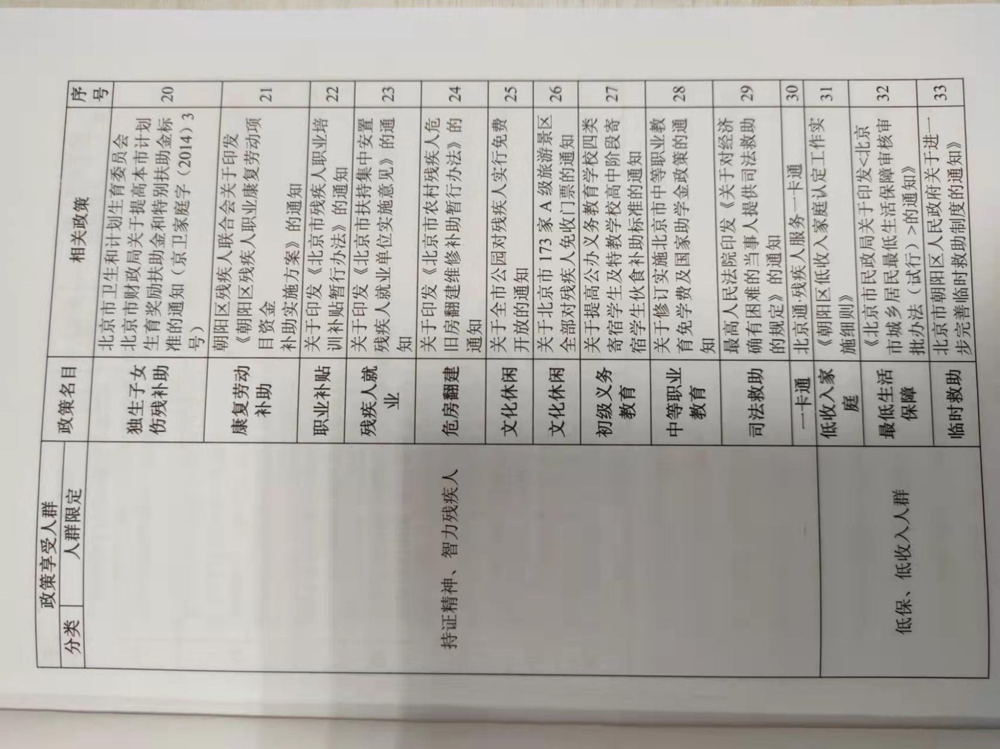 政策享受人群
分类
人群限定
政策名目
相关政策
序
号
持证精神、智力残疾人
独生子女
伤残补助
北京市卫生和计划生育委员会
北京市财政局关于提高本市计划
生育奖励扶助金和特别扶助金标
准的通知（京卫家庭字（2014）3
号）
20
康复劳动
补助
朝阳区残疾人联合会关于印发
《朝阳区残疾人职业康复劳动项
目资金
补助实施方案》的通知
21
职业补贴
关于印发《北京市残疾人职业培
训补贴暂行办法》的通知
22
残疾人就
业
关于印发《北京市扶持集中安置
残疾人就业单位实施意见》的通
知
23
危房翻建
关于印发《北京市农村残疾人危
旧房翻建维修补助暂行办法》的
通知
24
文化休闲
关于全市公园对残疾人实行免费
开放的通知
25
文化休闲
关于北京市 173 家 A 级旅游景区
全部对残疾人免收门票的通知
26
初级义务
教育
关于提高公办义务教育学校四类
寄宿学生及特教学校高中阶段寄
宿学生伙食补助标准的通知
27
中等职业
教育
关于修订实施北京市中等职业教
育免学费及国家助学金政策的通
知
28
司法救助
最高人民法院印发《关于对经济
确有困难的当事人提供司法救助
的规定》的通知
29
一卡通
北京通·残疾人服务一卡通
30
低保、低收入人群
低收入家
庭
《朝阳区低收入家庭认定工作实
施细则》
31
最低生活
保障
《北京市民政局关于印发<北京
市城乡居民最低生活保障审核审
批办法（试行）>的通知》
32
临时救助
北京市朝阳区人民政府关于进一
步完善临时救助制度的通知》
33